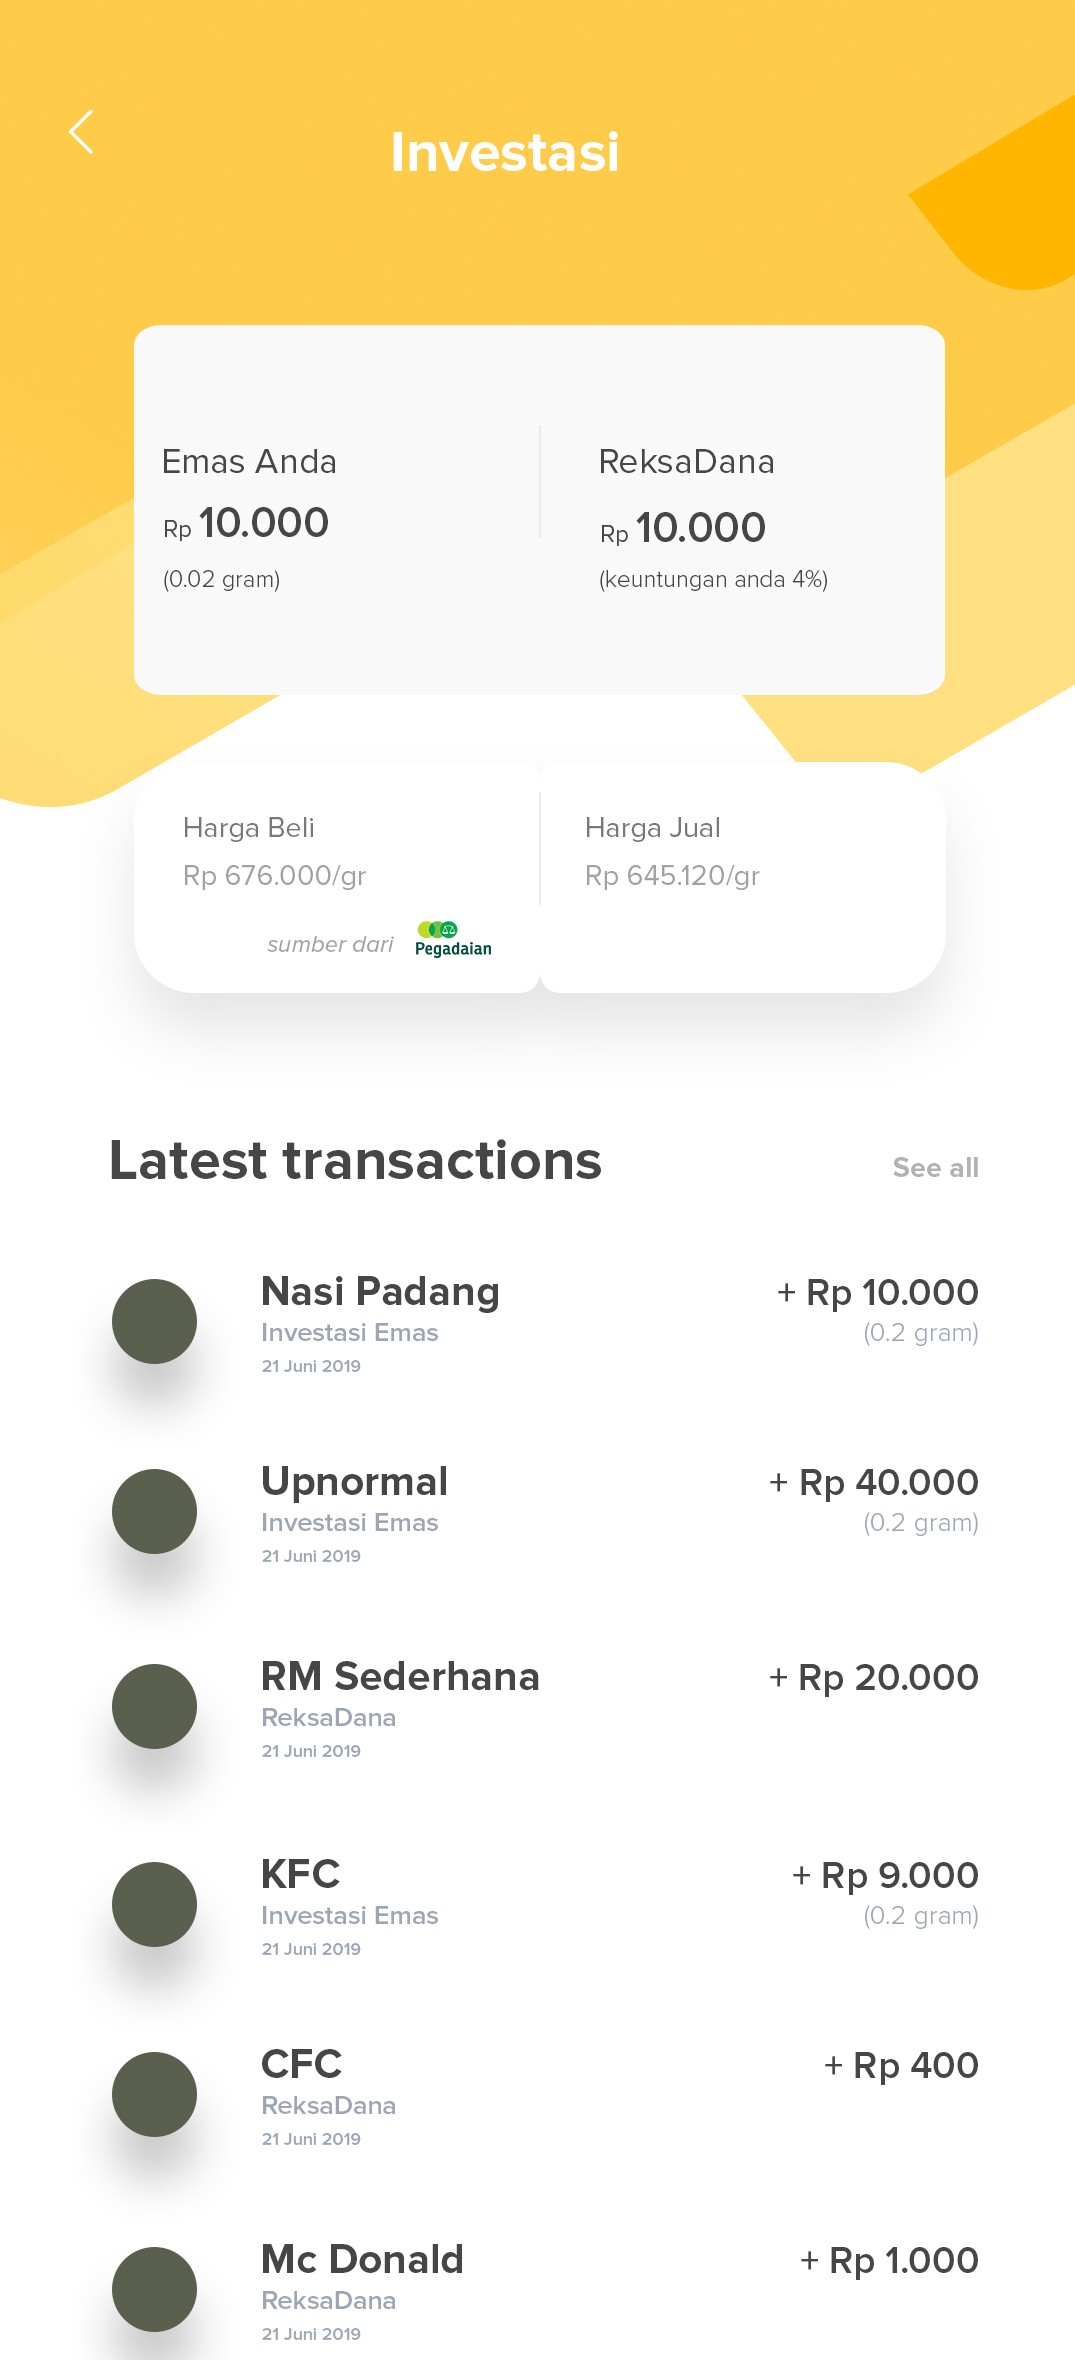 Investasi
Emas Anda
Rp 10.000
(0.02 gram)
ReksaDana
Rp 10.000
(keuntungan anda 4%)
Harga Beli
Rp 676.000/gr
sumber dari Pegadaian
Harga Jual
Rp 645.120/gr
Latest transactions
See all
Nasi Padang
+ Rp 10.000
Investasi Emas
(0.2 gram)
21 Juni 2019
Upnormal
+ Rp 40.000
Investasi Emas
(0.2 gram)
21 Juni 2019
RM Sederhana
+ Rp 20.000
ReksaDana
21 Juni 2019
KFC
+ Rp 9.000
Investasi Emas
(0.2 gram)
21 Juni 2019
CFC
+ Rp 400
ReksaDana
21 Juni 2019
Mc Donald
+ Rp 1.000
ReksaDana
21 Juni 2019